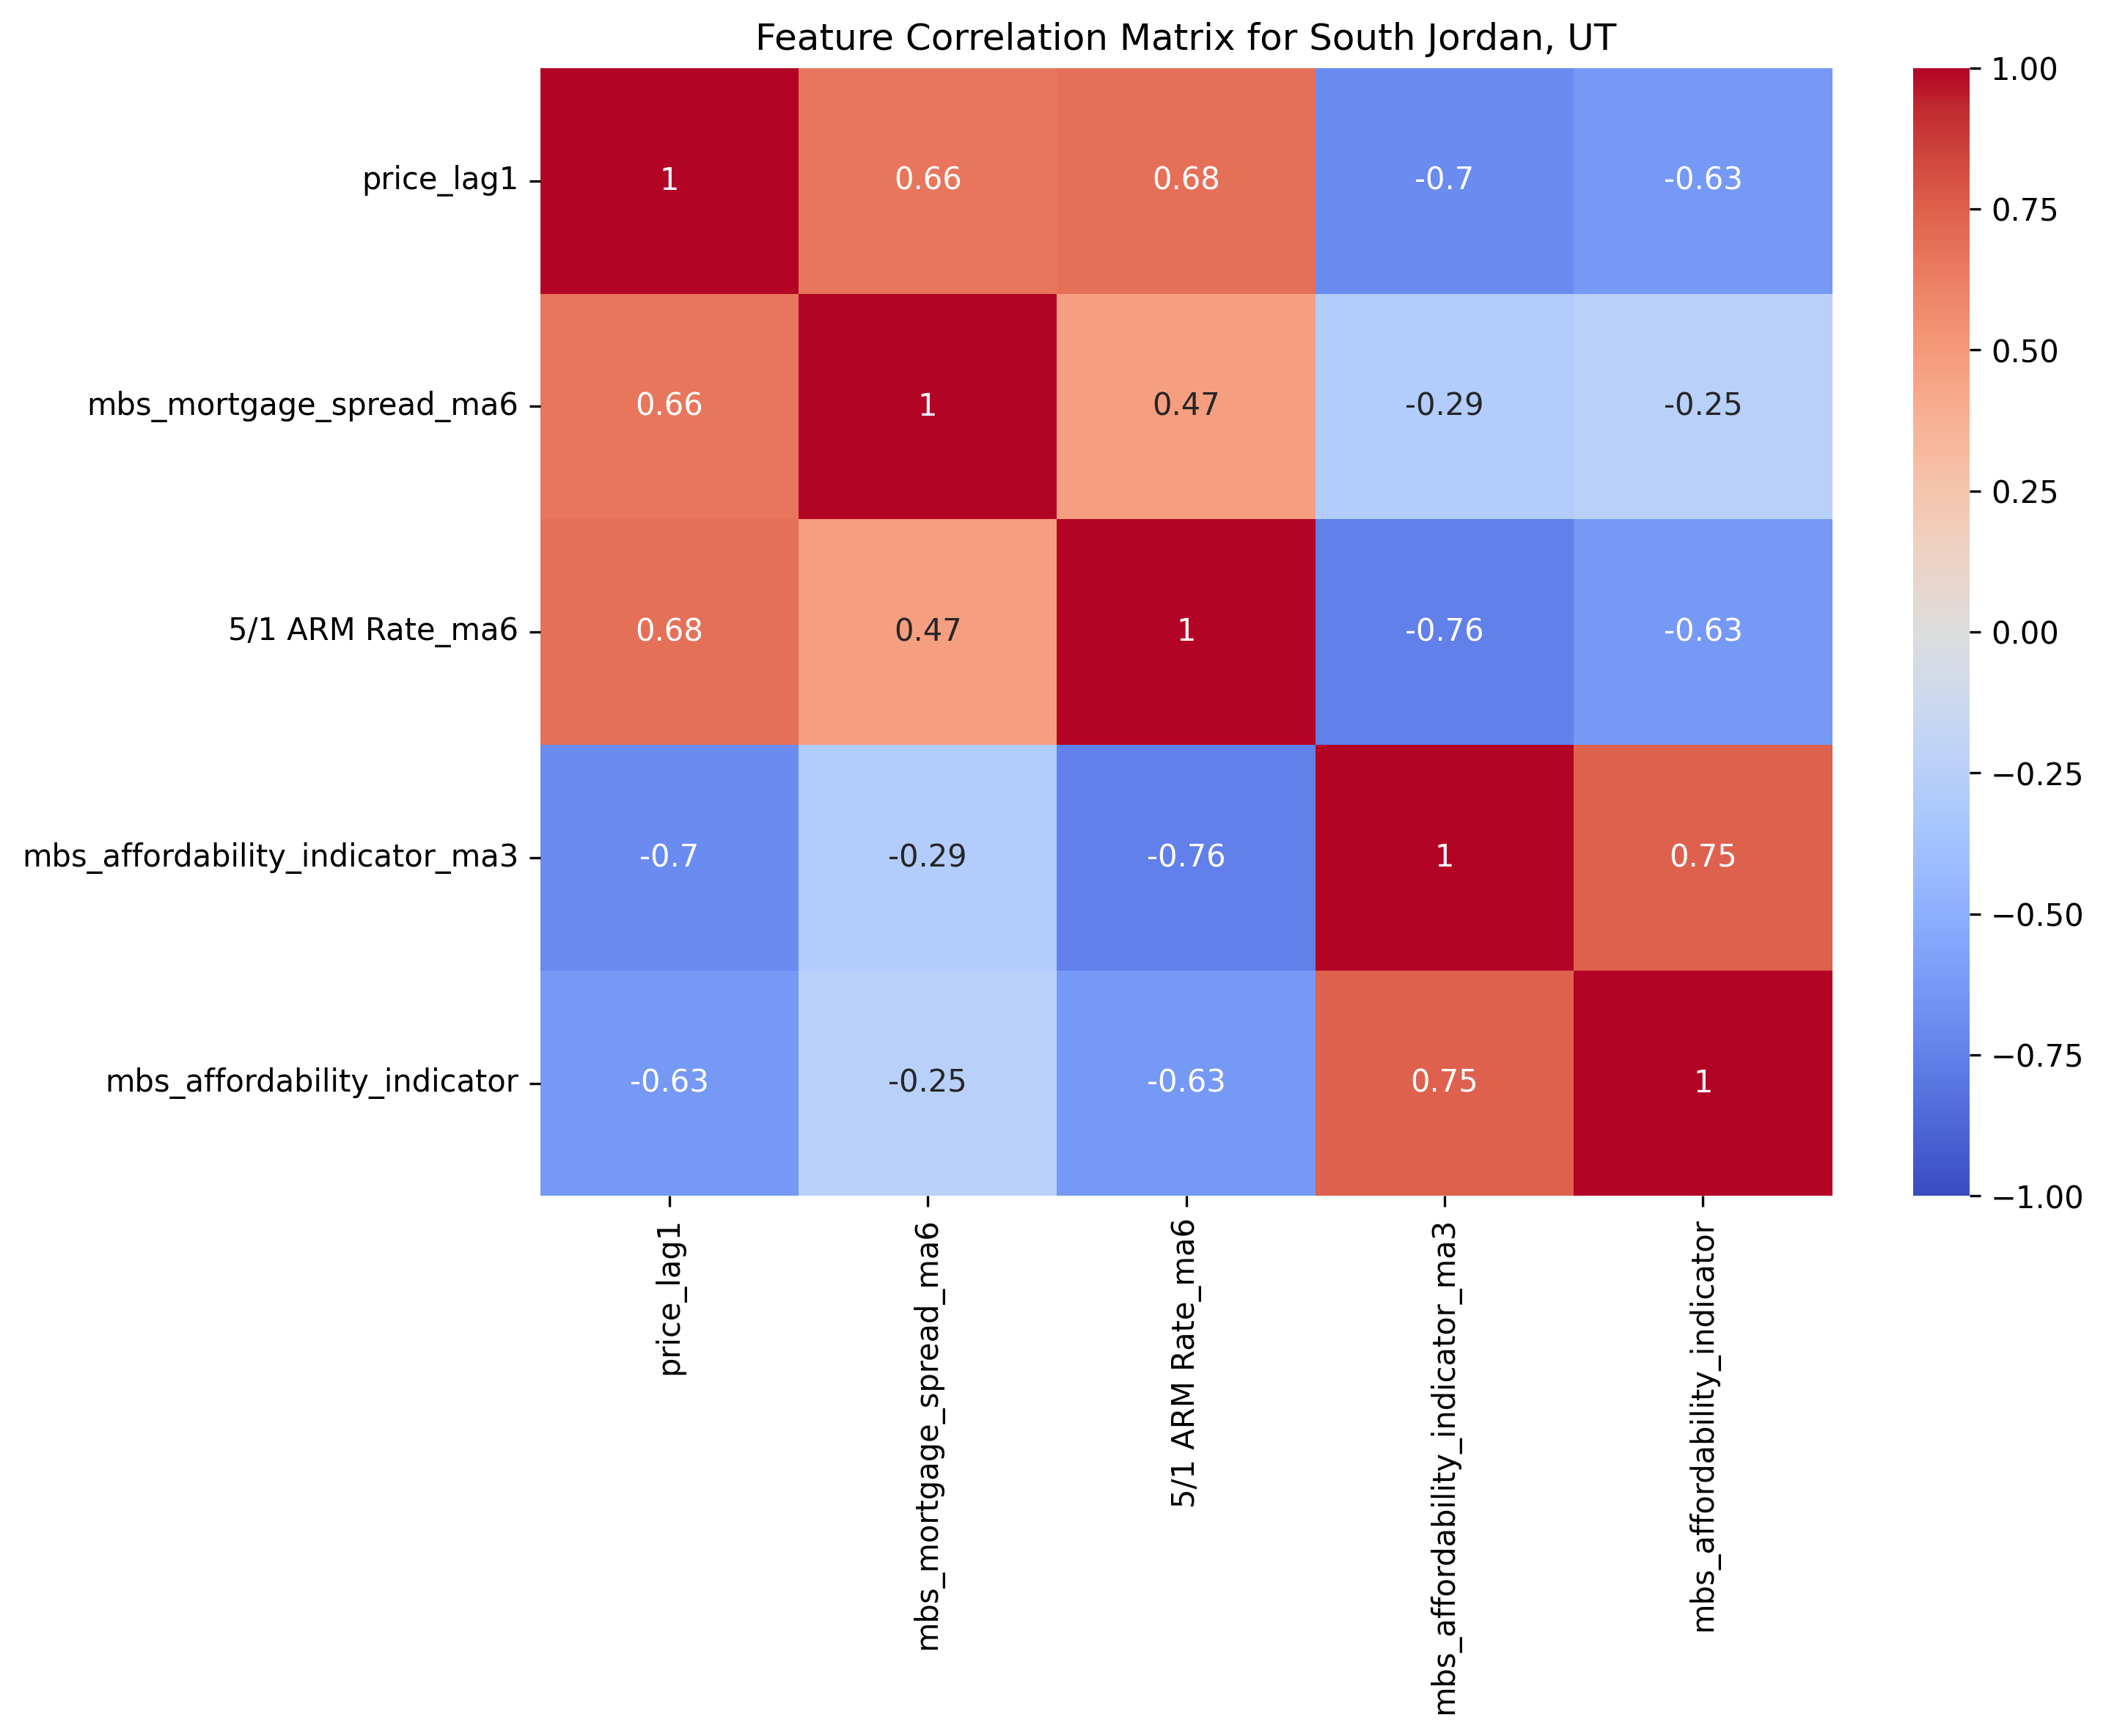 Feature Correlation Matrix for South Jordan, UT
price_lag1 1 0.66 0.68 -0.7 -0.63
mbs_mortgage_spread_ma6 0.66 1 0.47 -0.29 -0.25
5/1 ARM Rate_ma6 0.68 0.47 1 -0.76 -0.63
mbs_affordability_indicator_ma3 -0.7 -0.29 -0.76 1 0.75
mbs_affordability_indicator -0.63 -0.25 -0.63 0.75 1
price_lag1
mbs_mortgage_spread_ma6
5/1 ARM Rate_ma6
mbs_affordability_indicator_ma3
mbs_affordability_indicator
1.00
0.75
0.50
0.25
0.00
−0.25
−0.50
−0.75
−1.00